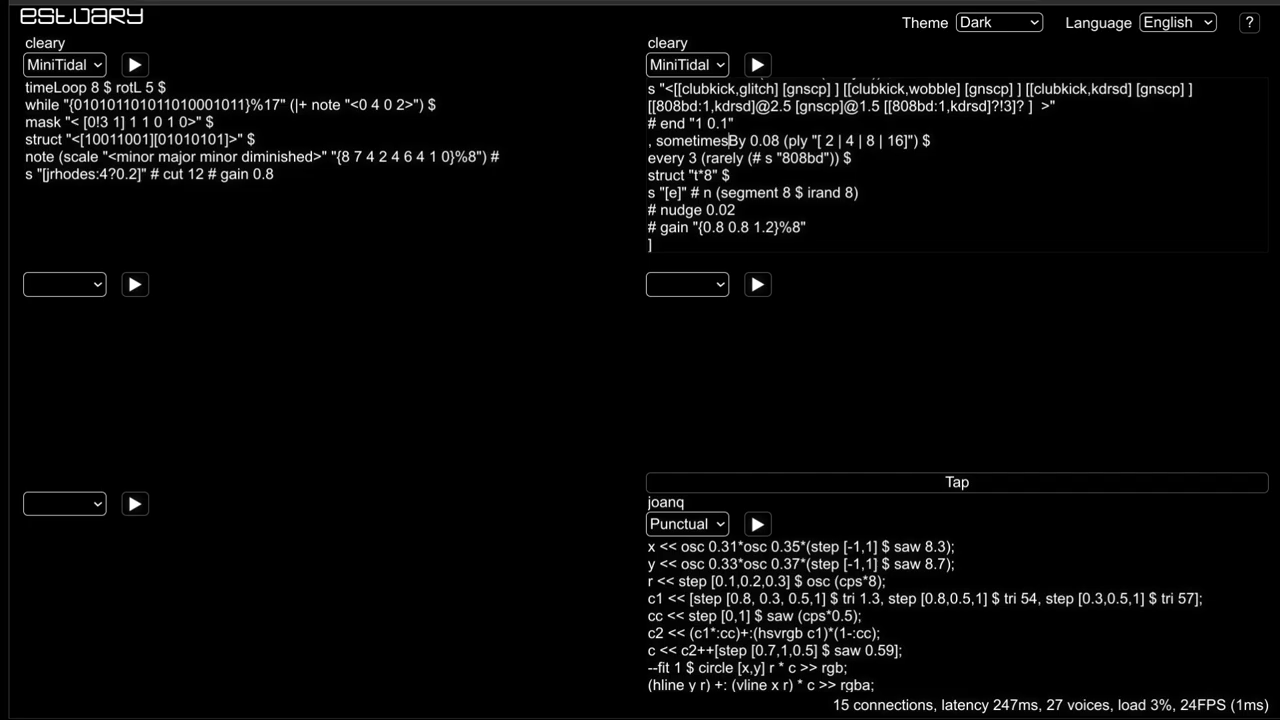 estuary
Theme Dark Language English ?
cleary
MiniTidal
timeLoop 8 $ rotL 5 $
while "{010101101011010001011}%17" (|+ note "<0 4 0 2>") $
mask "< [0!3 1] 1 1 0 1 0>" $
struct "<[10011001][01010101]>" $
note (scale "<minor major minor diminished>" "{8 7 4 2 4 6 4 1 0}%8") #
s "[jrhodes:4?0.2]" # cut 12 # gain 0.8
cleary
MiniTidal
s "<[[clubkick,glitch] [gnscp] ] [[clubkick,wobble] [gnscp] ] [[clubkick,kdrsd] [gnscp] ]
[[808bd:1,kdrsd]@2.5 [gnscp]@1.5 [[808bd:1,kdrsd]?!3]? ]  >"
# end "1 0.1"
, sometimesBy 0.08 (ply "[ 2 | 4 | 8 | 16]") $
every 3 (rarely (# s "808bd")) $
struct "t*8" $
s "[e]" # n (segment 8 $ irand 8)
# nudge 0.02
# gain "{0.8 0.8 1.2}%8"
]
Tap
joanq
Punctual
x << osc 0.31*osc 0.35*(step [-1,1] $ saw 8.3);
y << osc 0.33*osc 0.37*(step [-1,1] $ saw 8.7);
r << step [0.1,0.2,0.3] $ osc (cps*8);
c1 << [step [0.8, 0.3, 0.5,1] $ tri 1.3, step [0.8,0.5,1] $ tri 54, step [0.3,0.5,1] $ tri 57];
cc << step [0,1] $ saw (cps*0.5);
c2 << (c1*:cc)+:(hsvrgb c1)*(1-:cc);
c << c2++[step [0.7,1,0.5] $ saw 0.59];
--fit 1 $ circle [x,y] r * c >> rgb;
(hline y r) +: (vline x r) * c >> rgba;
15 connections, latency 247ms, 27 voices, load 3%, 24FPS (1ms)